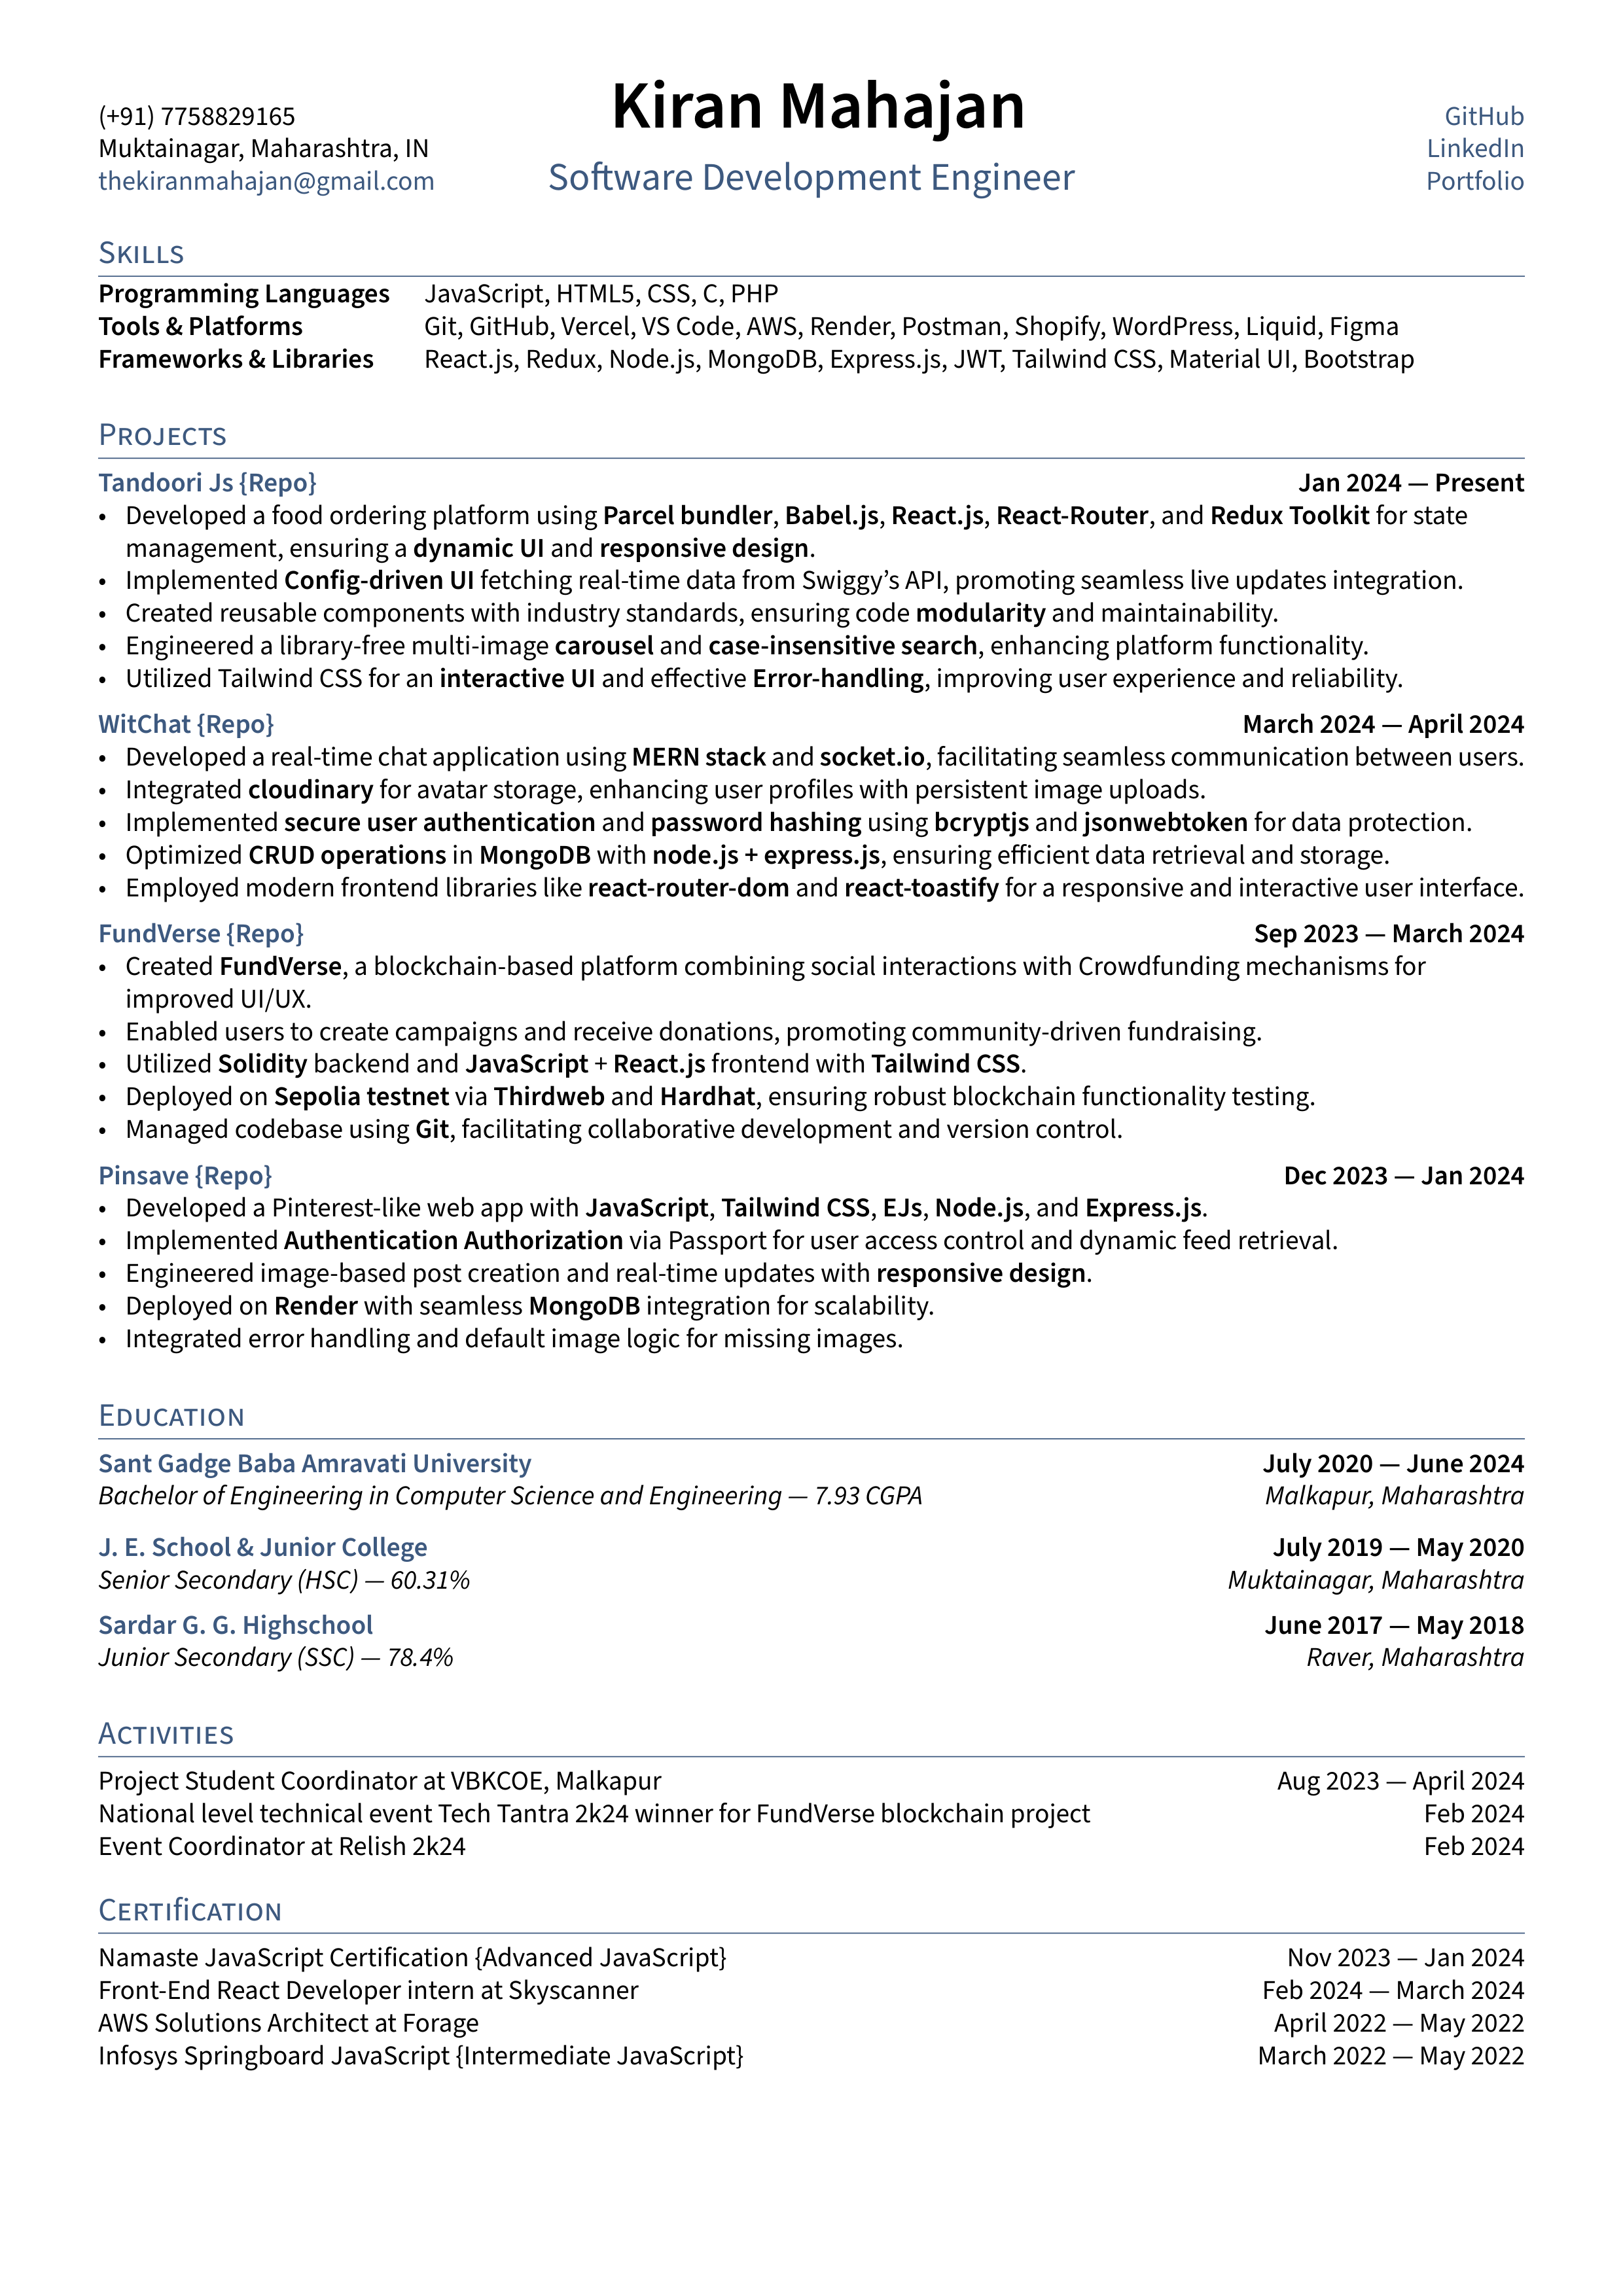 Kiran Mahajan
Software Development Engineer
(+91) 7758829165
Muktainagar, Maharashtra, IN
thekiranmahajan@gmail.com
GitHub
LinkedIn
Portfolio
Skills
Programming Languages JavaScript, HTML5, CSS, C, PHP
Tools & Platforms Git, GitHub, Vercel, VS Code, AWS, Render, Postman, Shopify, WordPress, Liquid, Figma
Frameworks & Libraries React.js, Redux, Node.js, MongoDB, Express.js, JWT, Tailwind CSS, Material UI, Bootstrap
Projects
Tandoori Js {Repo} Jan 2024 — Present
• Developed a food ordering platform using Parcel bundler, Babel.js, React.js, React-Router, and Redux Toolkit for state
management, ensuring a dynamic UI and responsive design.
• Implemented Config-driven UI fetching real-time data from Swiggy’s API, promoting seamless live updates integration.
• Created reusable components with industry standards, ensuring code modularity and maintainability.
• Engineered a library-free multi-image carousel and case-insensitive search, enhancing platform functionality.
• Utilized Tailwind CSS for an interactive UI and effective Error-handling, improving user experience and reliability.
WitChat {Repo} March 2024 — April 2024
• Developed a real-time chat application using MERN stack and socket.io, facilitating seamless communication between users.
• Integrated cloudinary for avatar storage, enhancing user profiles with persistent image uploads.
• Implemented secure user authentication and password hashing using bcryptjs and jsonwebtoken for data protection.
• Optimized CRUD operations in MongoDB with node.js + express.js, ensuring efficient data retrieval and storage.
• Employed modern frontend libraries like react-router-dom and react-toastify for a responsive and interactive user interface.
FundVerse {Repo} Sep 2023 — March 2024
• Created FundVerse, a blockchain-based platform combining social interactions with Crowdfunding mechanisms for
improved UI/UX.
• Enabled users to create campaigns and receive donations, promoting community-driven fundraising.
• Utilized Solidity backend and JavaScript + React.js frontend with Tailwind CSS.
• Deployed on Sepolia testnet via Thirdweb and Hardhat, ensuring robust blockchain functionality testing.
• Managed codebase using Git, facilitating collaborative development and version control.
Pinsave {Repo} Dec 2023 — Jan 2024
• Developed a Pinterest-like web app with JavaScript, Tailwind CSS, EJs, Node.js, and Express.js.
• Implemented Authentication Authorization via Passport for user access control and dynamic feed retrieval.
• Engineered image-based post creation and real-time updates with responsive design.
• Deployed on Render with seamless MongoDB integration for scalability.
• Integrated error handling and default image logic for missing images.
Education
Sant Gadge Baba Amravati University July 2020 — June 2024
Bachelor of Engineering in Computer Science and Engineering — 7.93 CGPA Malkapur, Maharashtra
J. E. School & Junior College July 2019 — May 2020
Senior Secondary (HSC) — 60.31% Muktainagar, Maharashtra
Sardar G. G. Highschool June 2017 — May 2018
Junior Secondary (SSC) — 78.4% Raver, Maharashtra
Activities
Project Student Coordinator at VBKCOE, Malkapur Aug 2023 — April 2024
National level technical event Tech Tantra 2k24 winner for FundVerse blockchain project Feb 2024
Event Coordinator at Relish 2k24 Feb 2024
Certification
Namaste JavaScript Certification {Advanced JavaScript} Nov 2023 — Jan 2024
Front-End React Developer intern at Skyscanner Feb 2024 — March 2024
AWS Solutions Architect at Forage April 2022 — May 2022
Infosys Springboard JavaScript {Intermediate JavaScript} March 2022 — May 2022